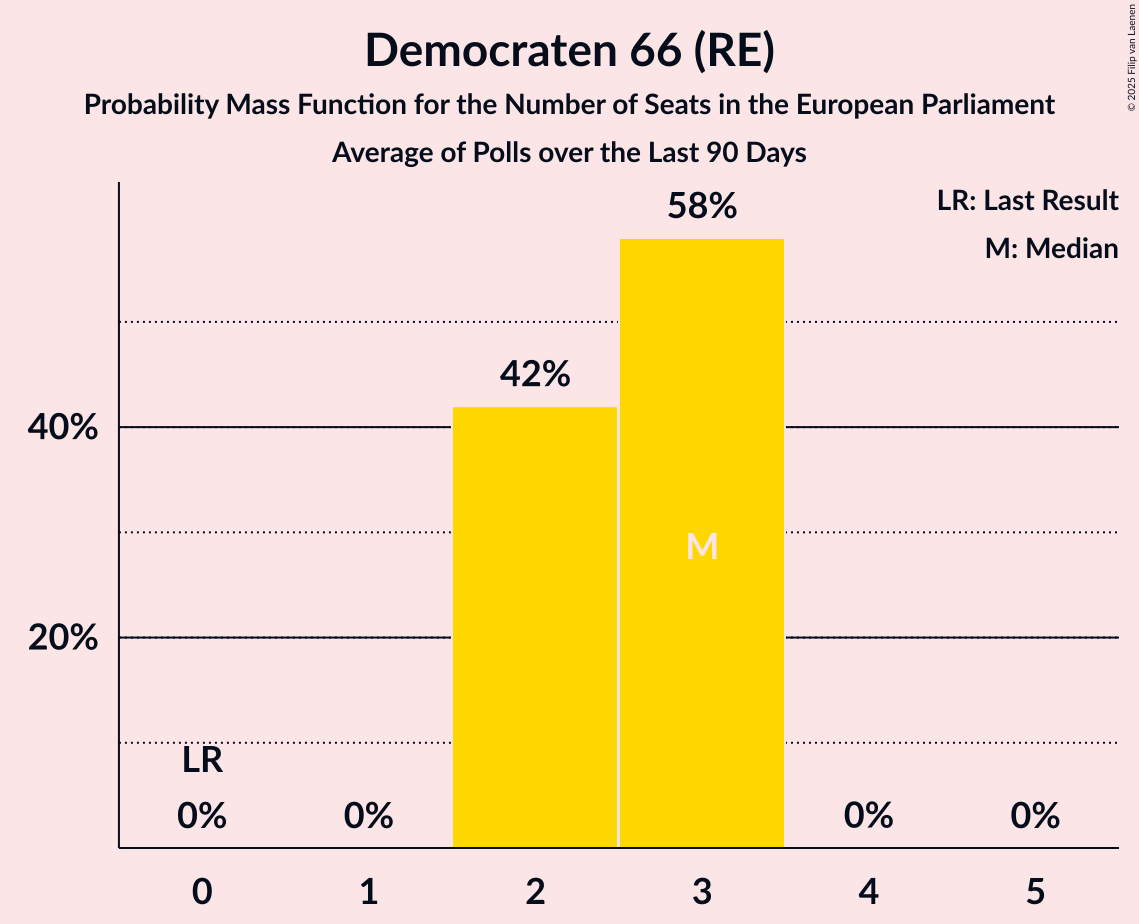 Democraten 66 (RE)
Probability Mass Function for the Number of Seats in the European Parliament
Average of Polls over the Last 90 Days
© 2025 Filip van Laenen
LR: Last Result
M: Median
58%
42%
40%
M
20%
LR
0%
0%
0%
0%
0
1
2
3
4
5